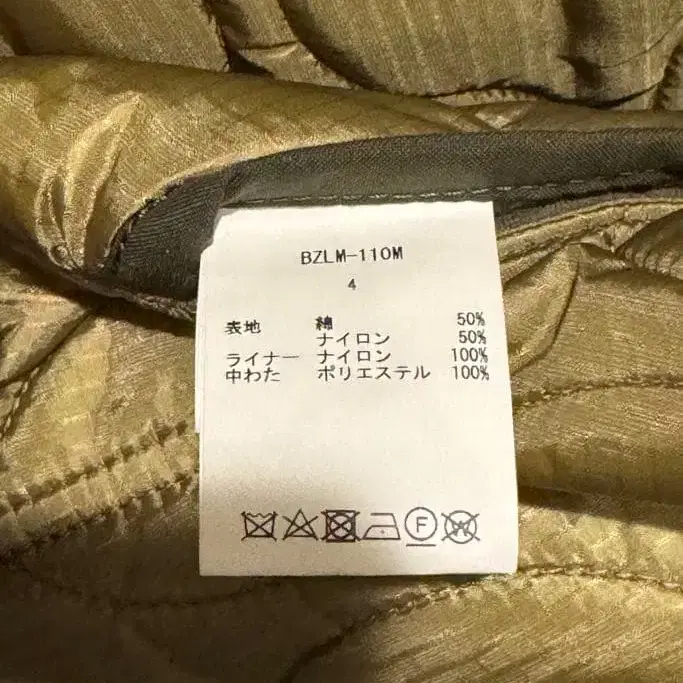 BZLM-110M
4
表地 綿 50%
ナイロン 50%
ライナー ナイロン 100%
中わた ポリエステル 100%
F W